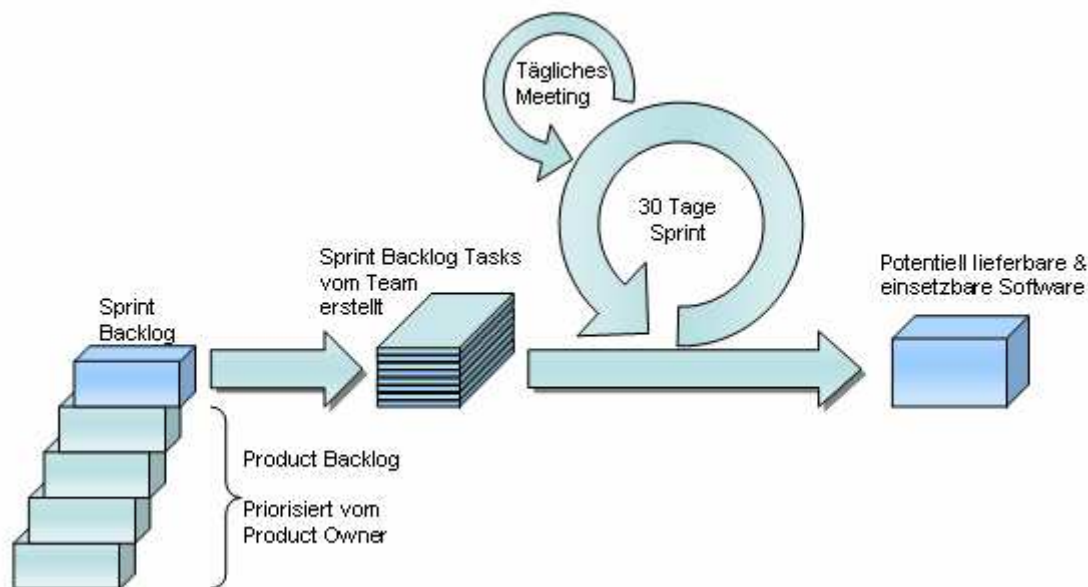 Tägliches
Meeting
30 Tage
Sprint
Sprint Backlog Tasks
vom Team
erstellt
Potentiell lieferbare &
einsetzbare Software
Sprint
Backlog
Product Backlog
Priorisiert vom
Product Owner